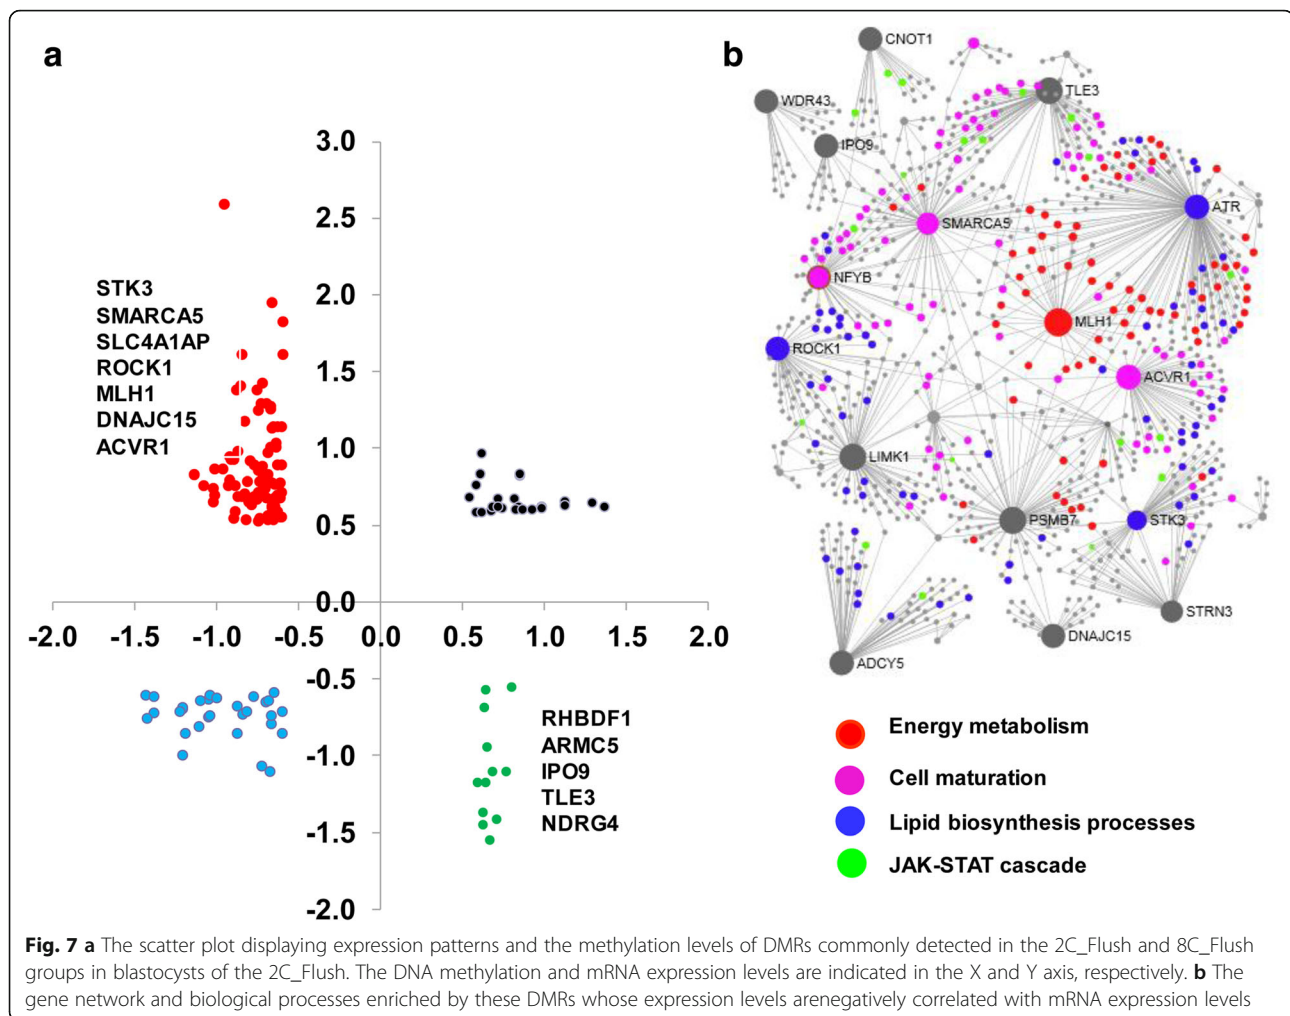 a
3.0
2.5
2.0
1.5
1.0
0.5
0.0
-0.5
-1.0
-1.5
-2.0
-2.0 -1.5 -1.0 -0.5 0.0 0.5 1.0 1.5 2.0
STK3
SMARCA5
SLC4A1AP
ROCK1
MLH1
DNAJC15
ACVR1
RHBDF1
ARMC5
IPO9
TLE3
NDRG4
b
CNOT1
TLE3
WDR43
IPO9
ATR
SMARCA5
NFYB
MLH1
ROCK1
ACVR1
LIMK1
PSMB7
STK3
STRN3
DNAJC15
ADCY5
Energy metabolism
Cell maturation
Lipid biosynthesis processes
JAK-STAT cascade
Fig. 7 a The scatter plot displaying expression patterns and the methylation levels of DMRs commonly detected in the 2C_Flush and 8C_Flush
groups in blastocysts of the 2C_Flush. The DNA methylation and mRNA expression levels are indicated in the X and Y axis, respectively. b The
gene network and biological processes enriched by these DMRs whose expression levels arenegatively correlated with mRNA expression levels